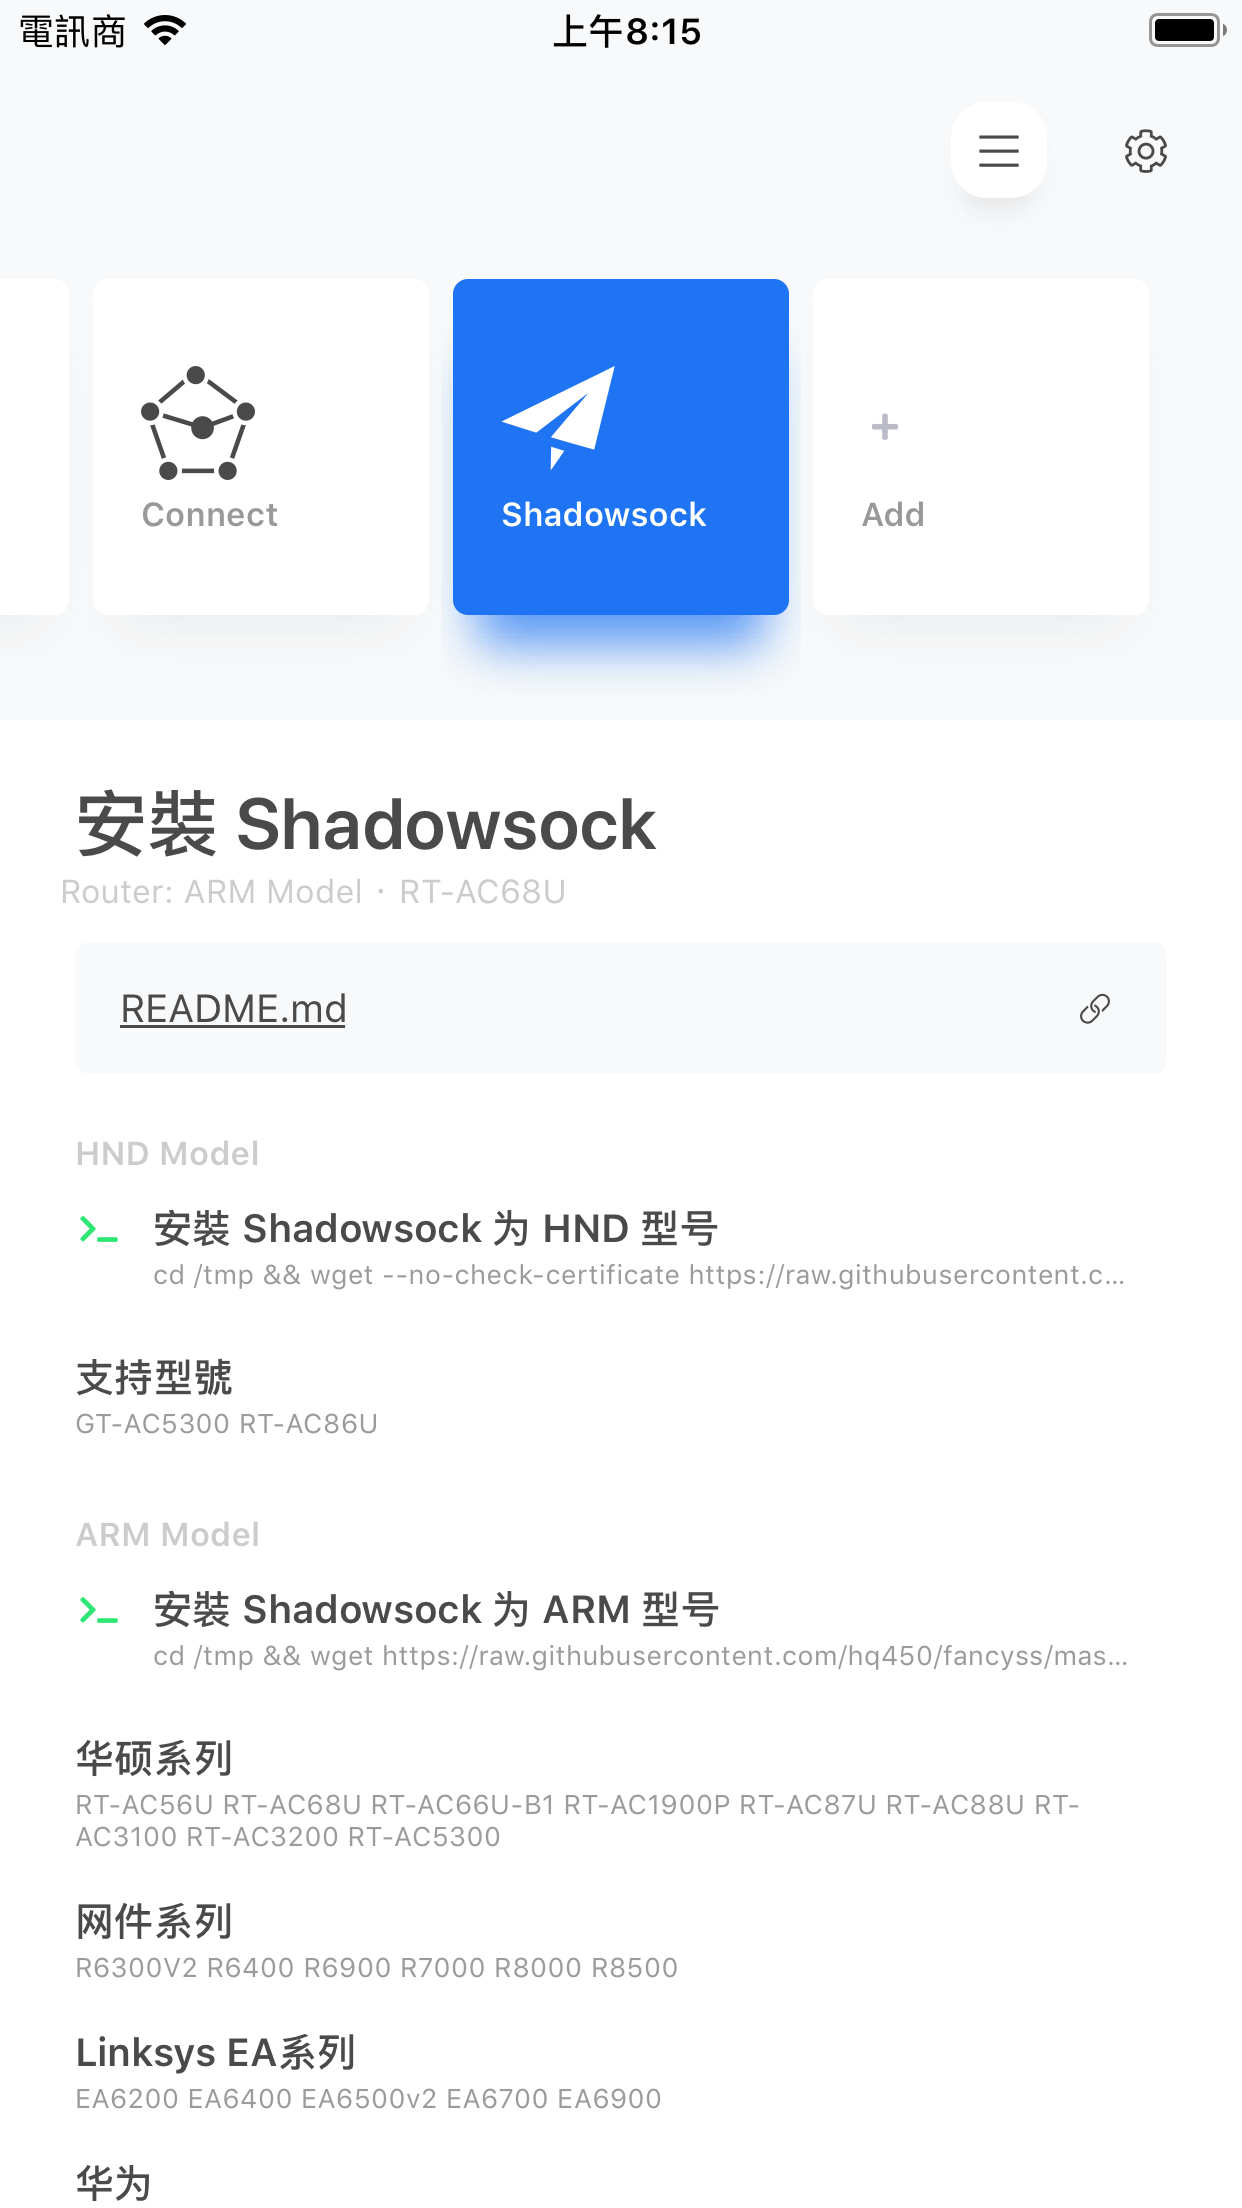 電訊商
上午8:15
Connect
Shadowsock
Add
安裝 Shadowsock
Router: ARM Model · RT-AC68U
README.md
HND Model
安裝 Shadowsock 为 HND 型号
cd /tmp && wget --no-check-certificate https://raw.githubusercontent.c...
支持型號
GT-AC5300 RT-AC86U
ARM Model
安裝 Shadowsock 为 ARM 型号
cd /tmp && wget https://raw.githubusercontent.com/hq450/fancyss/mas...
华硕系列
RT-AC56U RT-AC68U RT-AC66U-B1 RT-AC1900P RT-AC87U RT-AC88U RT-
AC3100 RT-AC3200 RT-AC5300
网件系列
R6300V2 R6400 R6900 R7000 R8000 R8500
Linksys EA系列
EA6200 EA6400 EA6500v2 EA6700 EA6900
华为